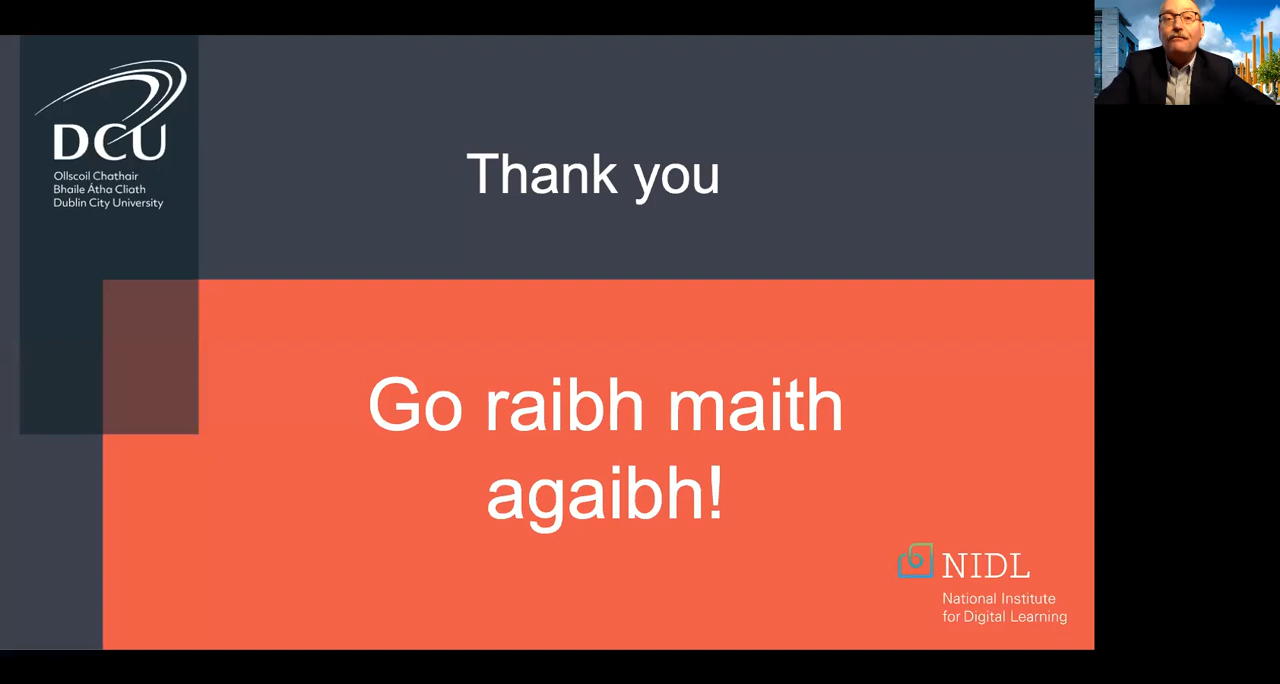 DCU
Ollscoil Chathair
Bhaile Átha Cliath
Dublin City University
Thank you
Go raibh maith
agaibh!
NIDL
National Institute
for Digital Learning